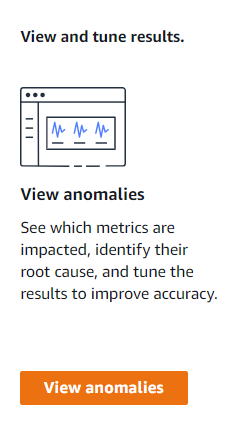 View and tune results.
View anomalies
See which metrics are
impacted, identify their
root cause, and tune the
results to improve accuracy.
View anomalies